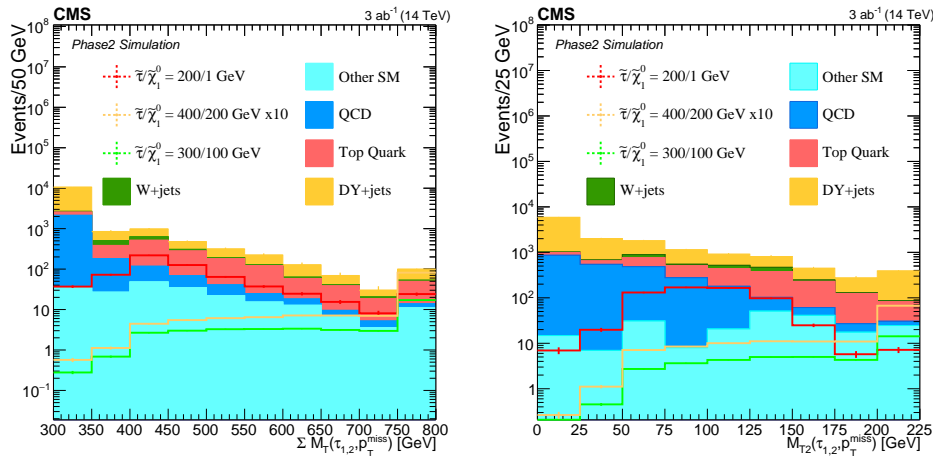 CMS
3 ab⁻¹ (14 TeV)
Phase2 Simulation
Events/50 GeV
10⁸
10⁷
10⁶
10⁵
10⁴
10³
10²
10
1
10⁻¹
τ̃/χ̃₁⁰ = 200/1 GeV
τ̃/χ̃₁⁰ = 400/200 GeV x10
τ̃/χ̃₁⁰ = 300/100 GeV
W+jets
Other SM
QCD
Top Quark
DY+jets
300 350 400 450 500 550 600 650 700 750 800
Σ M_T(τ₁,₂,p_T^miss) [GeV]
CMS
3 ab⁻¹ (14 TeV)
Phase2 Simulation
Events/25 GeV
10⁸
10⁷
10⁶
10⁵
10⁴
10³
10²
10
1
τ̃/χ̃₁⁰ = 200/1 GeV
τ̃/χ̃₁⁰ = 400/200 GeV x10
τ̃/χ̃₁⁰ = 300/100 GeV
W+jets
Other SM
QCD
Top Quark
DY+jets
0 25 50 75 100 125 150 175 200 225
M_T2(τ₁,₂,p_T^miss) [GeV]